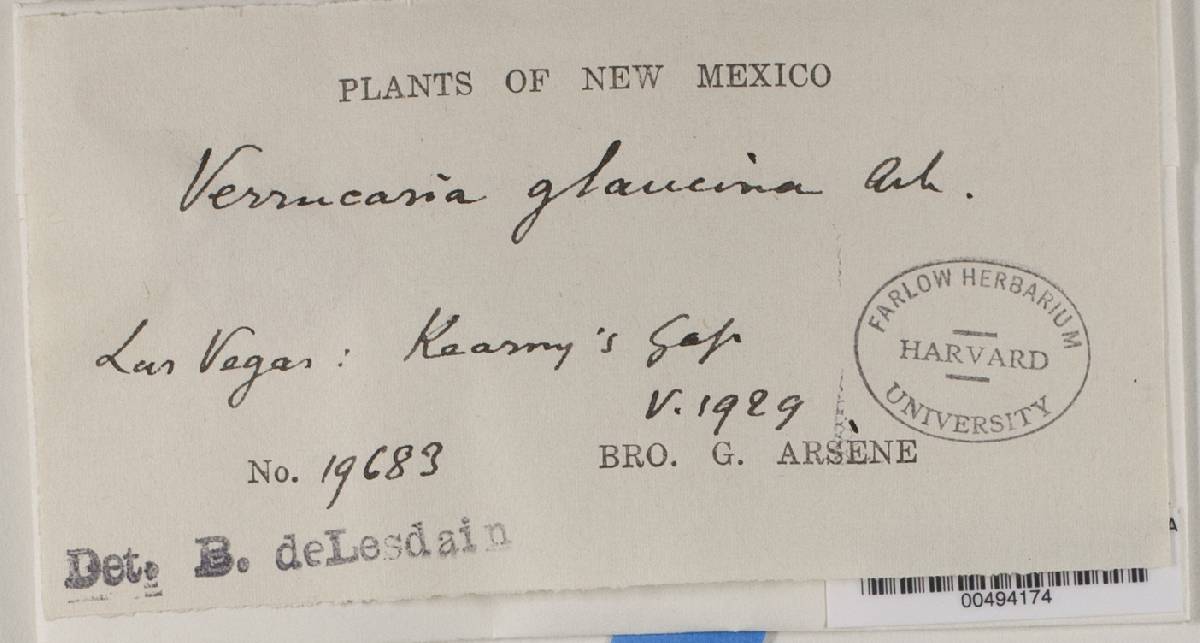 PLANTS OF NEW MEXICO
Verrucaria glaucina Ach.
Las Vegas: Kearny's Gap
V. 1929
No. 19683
BRO. G. ARSÈNE
FARLOW HERBARIUM
HARVARD
UNIVERSITY
Det. B. deLesdain
A
00494174